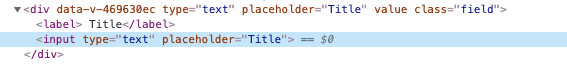 ▼<div data-v-469630ec type="text" placeholder="Title" value class="field">
<label> Title</label>
<input type="text" placeholder="Title"> == $0
</div>